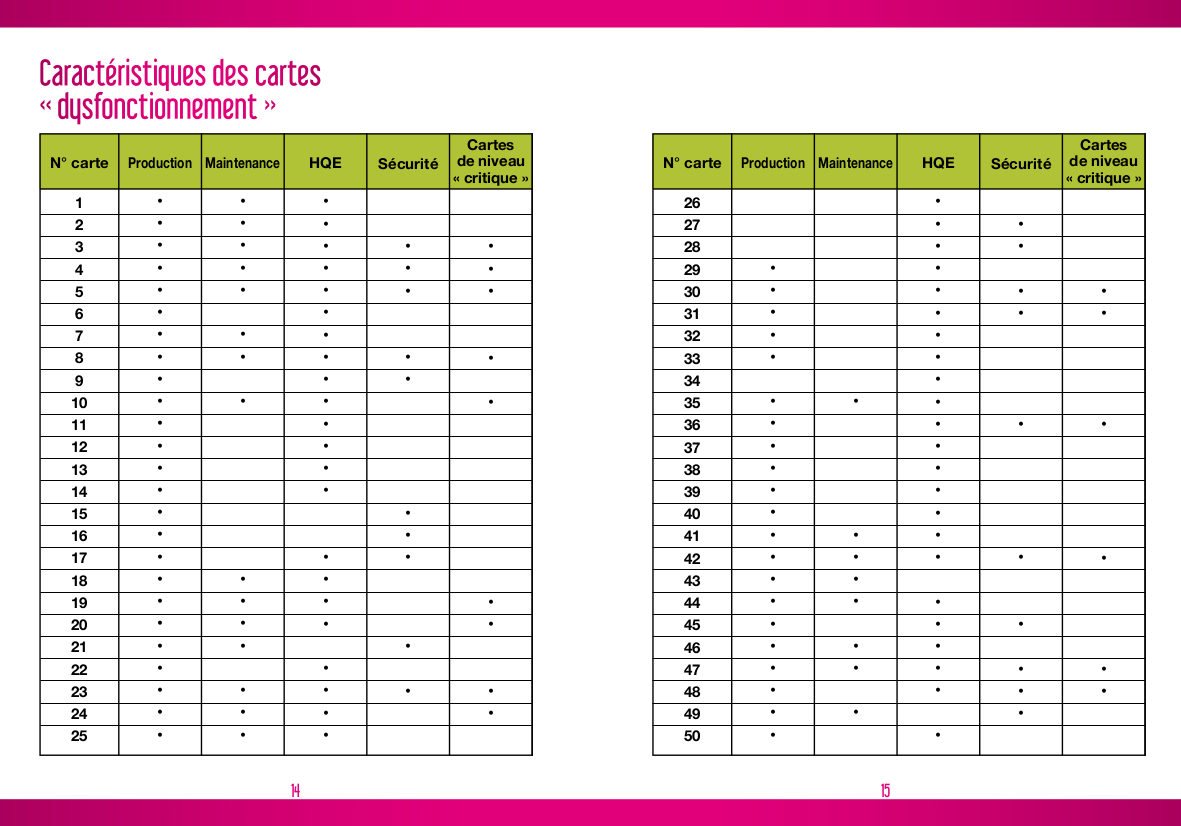 Caractéristiques des cartes
« dysfonctionnement »
N° carte Production Maintenance HQE Sécurité Cartes de niveau « critique »
1 • • •
2 • • •
3 • • • • •
4 • • • • •
5 • • • • •
6 • •
7 • • •
8 • • • • •
9 • • •
10 • • • •
11 • •
12 • •
13 • •
14 • •
15 • •
16 • •
17 • • •
18 • • •
19 • • • •
20 • • • •
21 • • •
22 • •
23 • • • • •
24 • • • •
25 • • •
14
N° carte Production Maintenance HQE Sécurité Cartes de niveau « critique »
26 •
27 • •
28 • •
29 • •
30 • • • •
31 • • • •
32 • •
33 • •
34 •
35 • • •
36 • • • •
37 • •
38 • •
39 • •
40 • •
41 • • •
42 • • • • •
43 • •
44 • • •
45 • • •
46 • • •
47 • • • • •
48 • • • •
49 • • •
50 • •
15